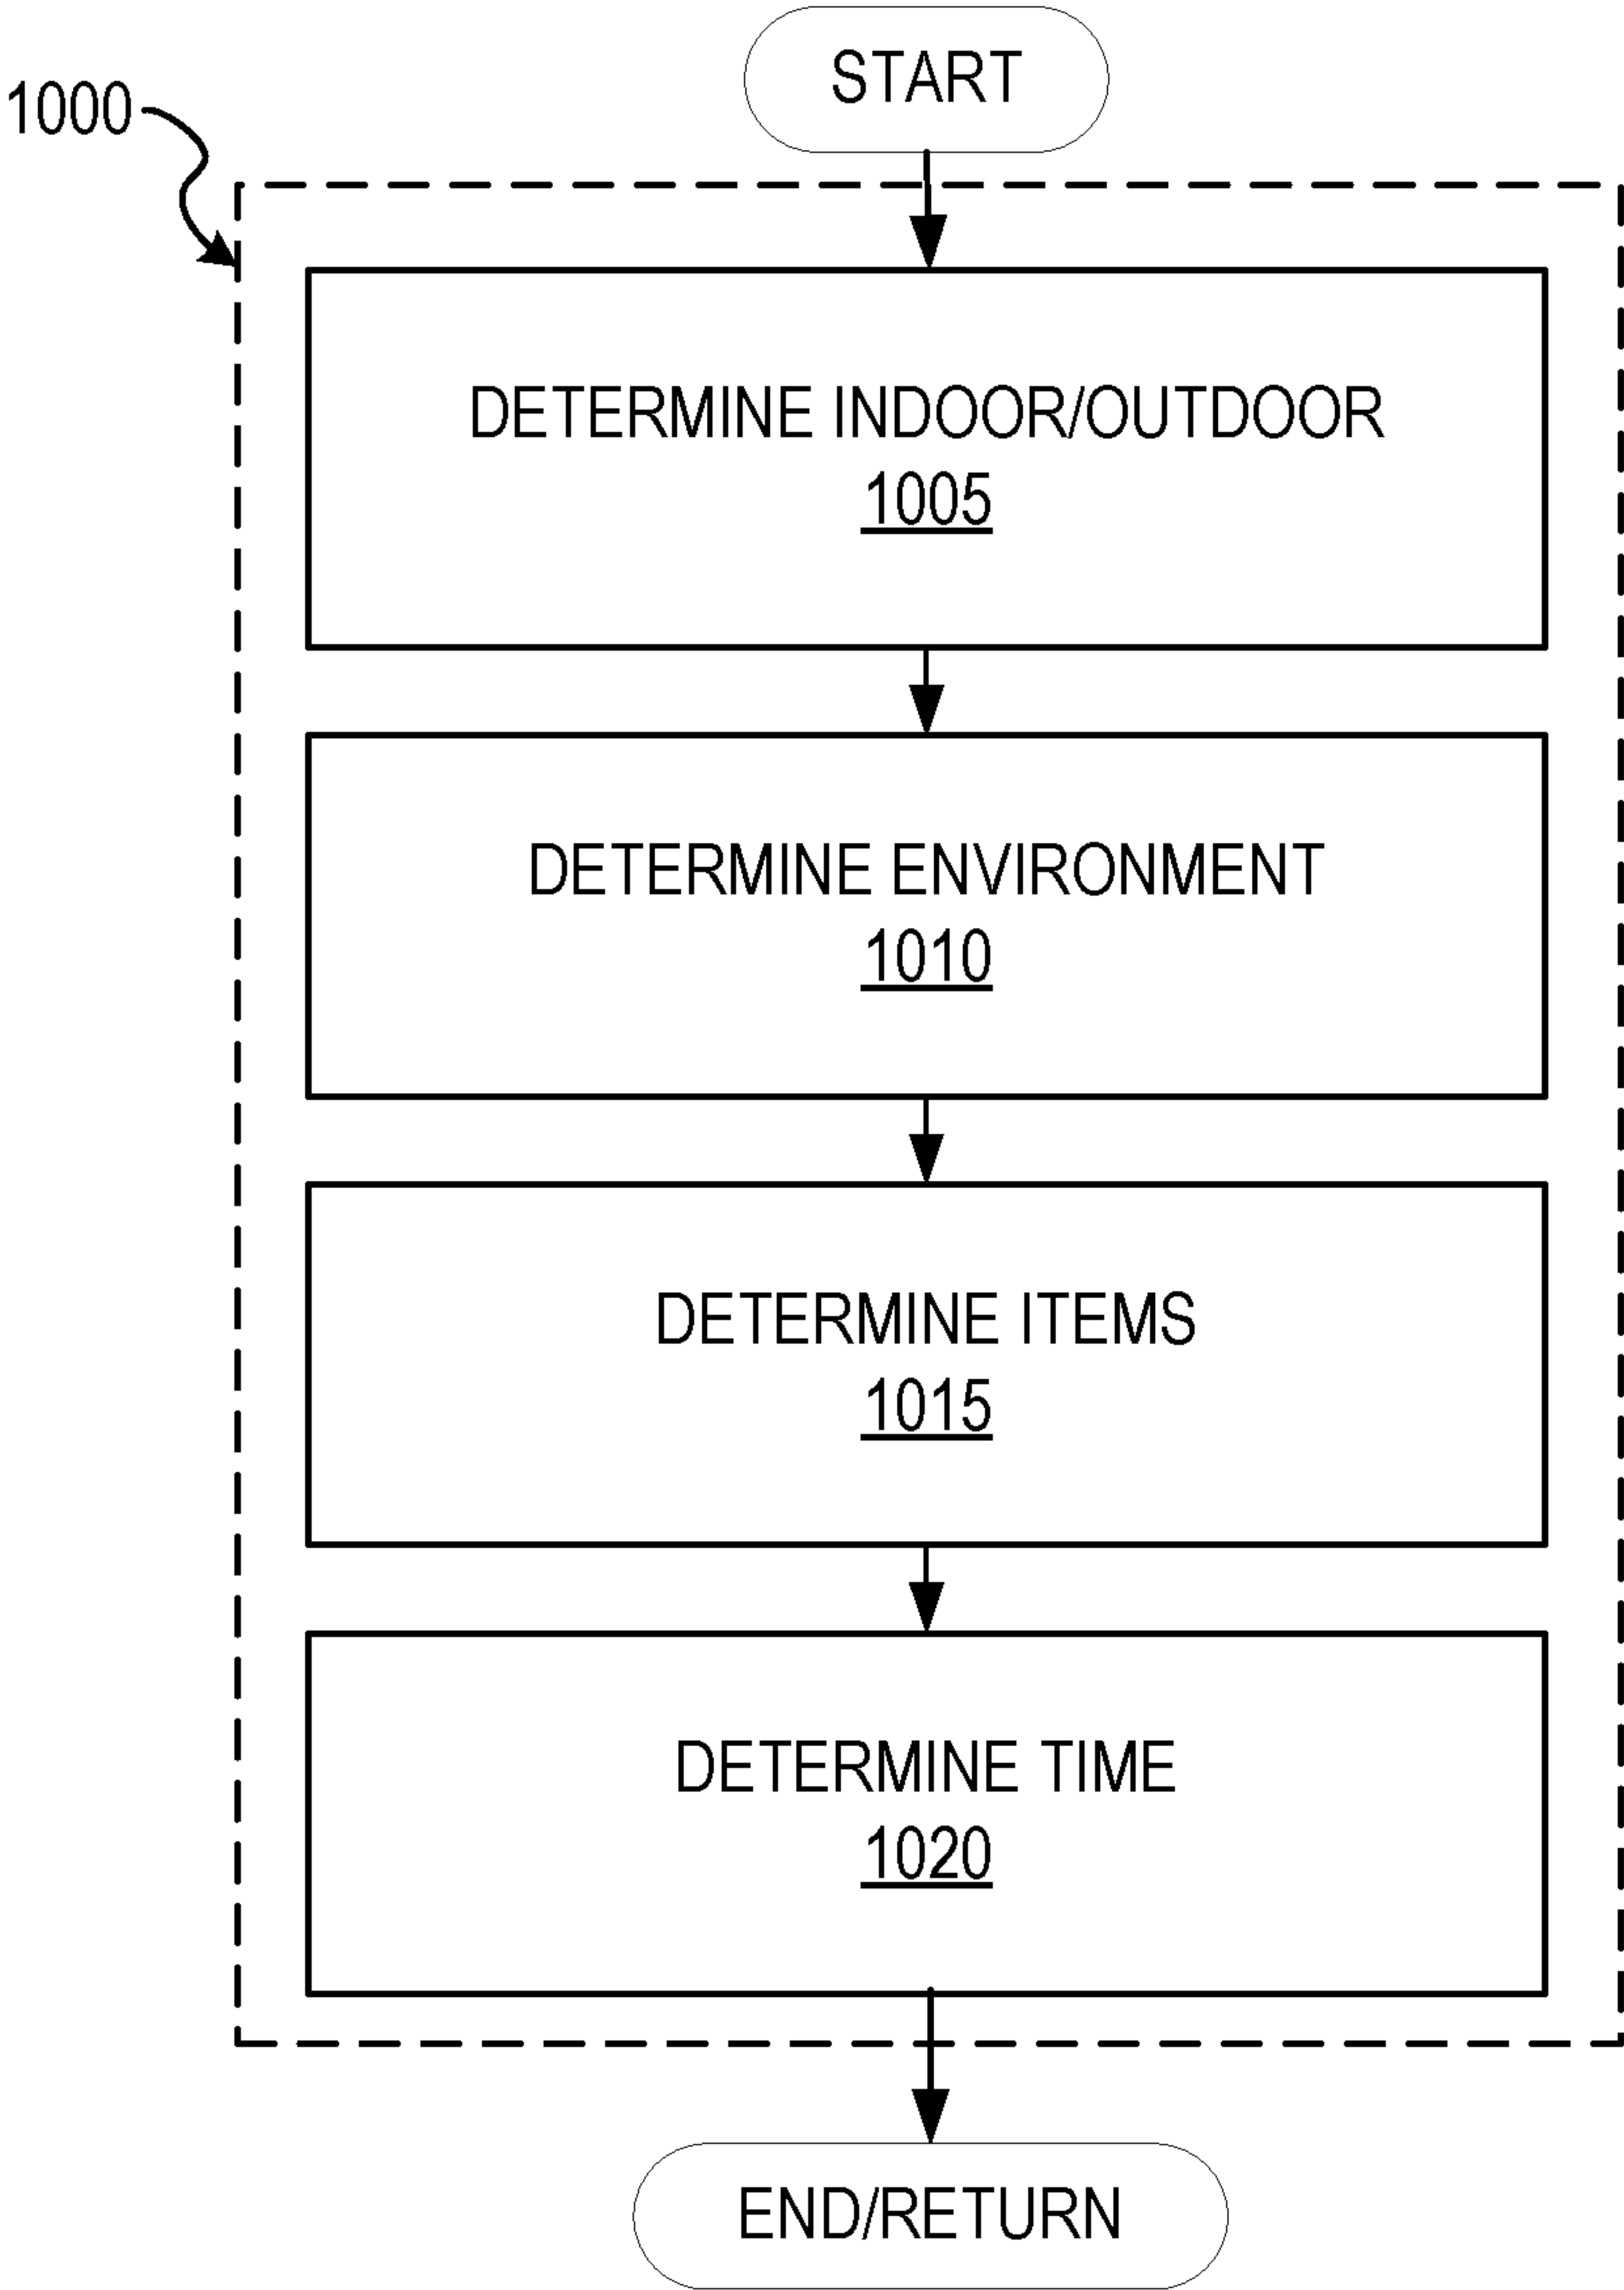 START
1000
DETERMINE INDOOR/OUTDOOR
1005
DETERMINE ENVIRONMENT
1010
DETERMINE ITEMS
1015
DETERMINE TIME
1020
END/RETURN